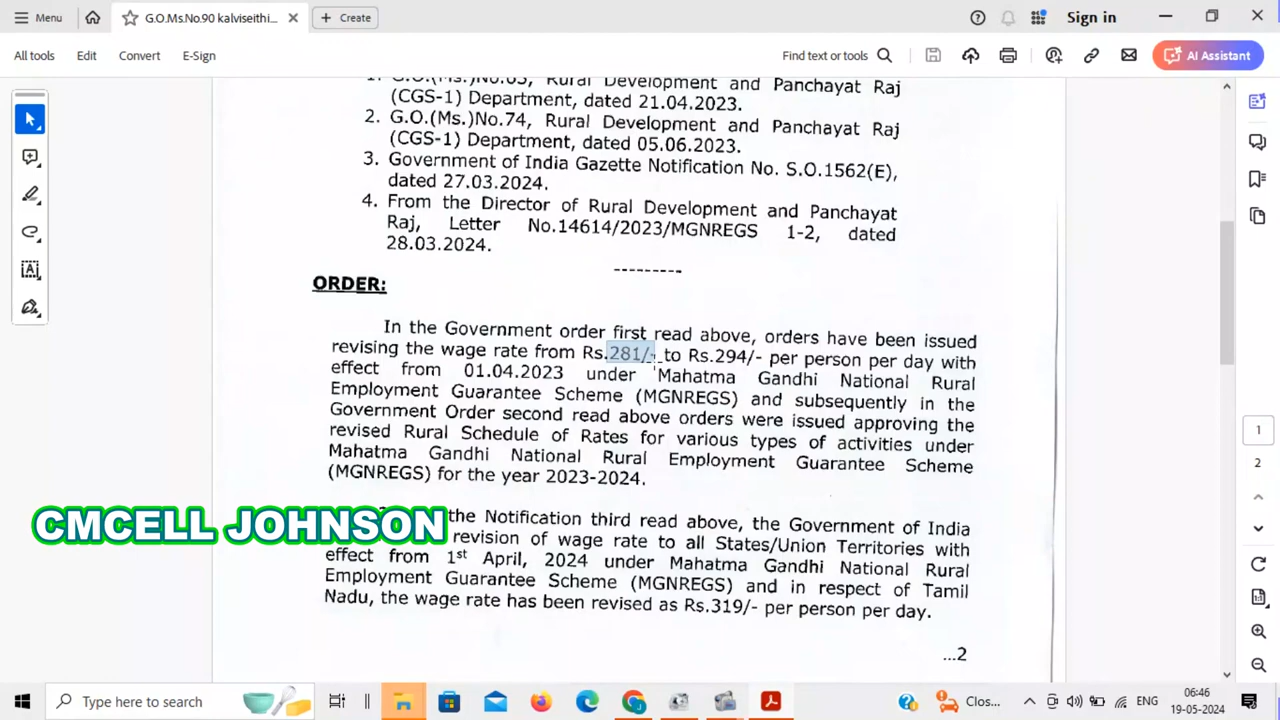 Menu
G.O.Ms.No.90 kalviseithi...
Create
Sign in
All tools
Edit
Convert
E-Sign
Find text or tools
AI Assistant
1. G.O.(Ms.)No.63, Rural Development and Panchayat Raj
(CGS-1) Department, dated 21.04.2023.
2. G.O.(Ms.)No.74, Rural Development and Panchayat Raj
(CGS-1) Department, dated 05.06.2023.
3. Government of India Gazette Notification No. S.O.1562(E),
dated 27.03.2024.
4. From the Director of Rural Development and Panchayat
Raj, Letter No.14614/2023/MGNREGS 1-2, dated
28.03.2024.
---------
ORDER:
In the Government order first read above, orders have been issued
revising the wage rate from Rs.281/- to Rs.294/- per person per day with
effect from 01.04.2023 under Mahatma Gandhi National Rural
Employment Guarantee Scheme (MGNREGS) and subsequently in the
Government Order second read above orders were issued approving the
revised Rural Schedule of Rates for various types of activities under
Mahatma Gandhi National Rural Employment Guarantee Scheme
(MGNREGS) for the year 2023-2024.
the Notification third read above, the Government of India
revision of wage rate to all States/Union Territories with
effect from 1st April, 2024 under Mahatma Gandhi National Rural
Employment Guarantee Scheme (MGNREGS) and in respect of Tamil
Nadu, the wage rate has been revised as Rs.319/- per person per day.
...2
CMCELL JOHNSON
1
2
Type here to search
Clos...
ENG
06:46
19-05-2024